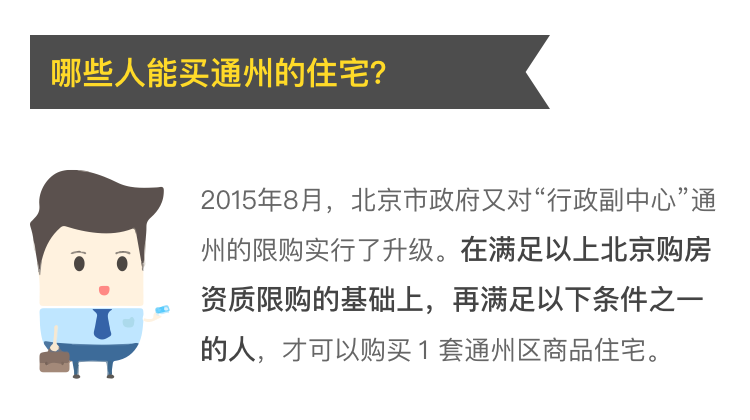 哪些人能买通州的住宅?
2015年8月，北京市政府又对“行政副中心”通
州的限购实行了升级。在满足以上北京购房
资质限购的基础上，再满足以下条件之一
的人，才可以购买 1 套通州区商品住宅。